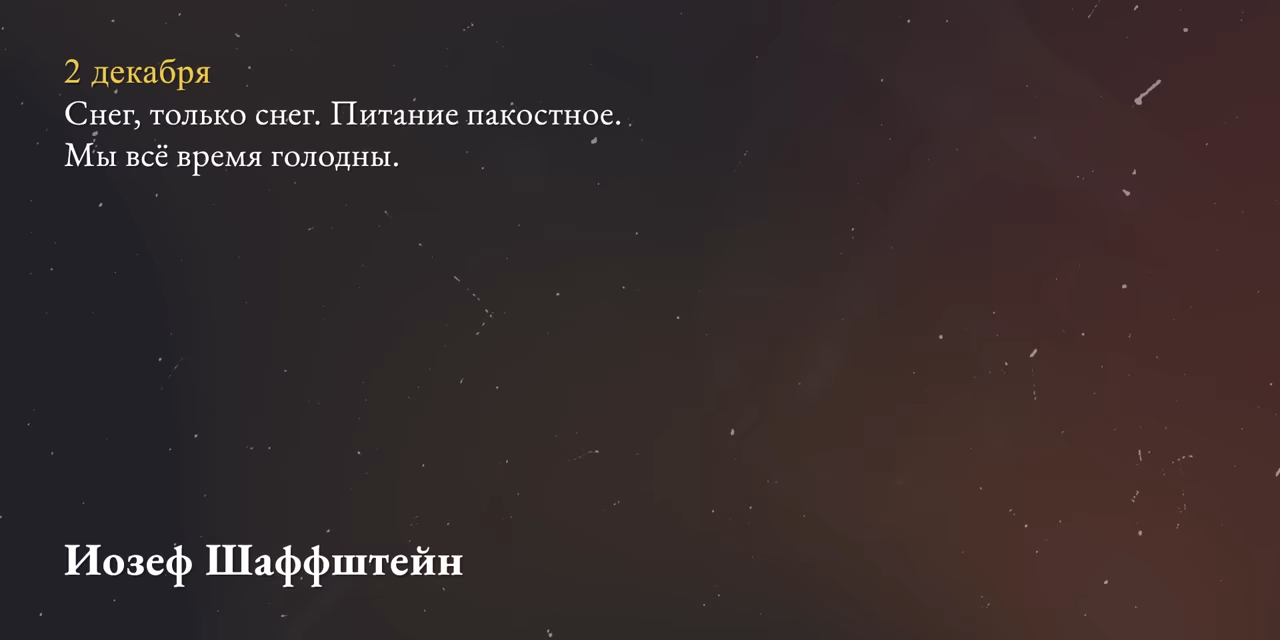 2 декабря
Снег, только снег. Питание пакостное.
Мы всё время голодны.
Иозеф Шаффштейн